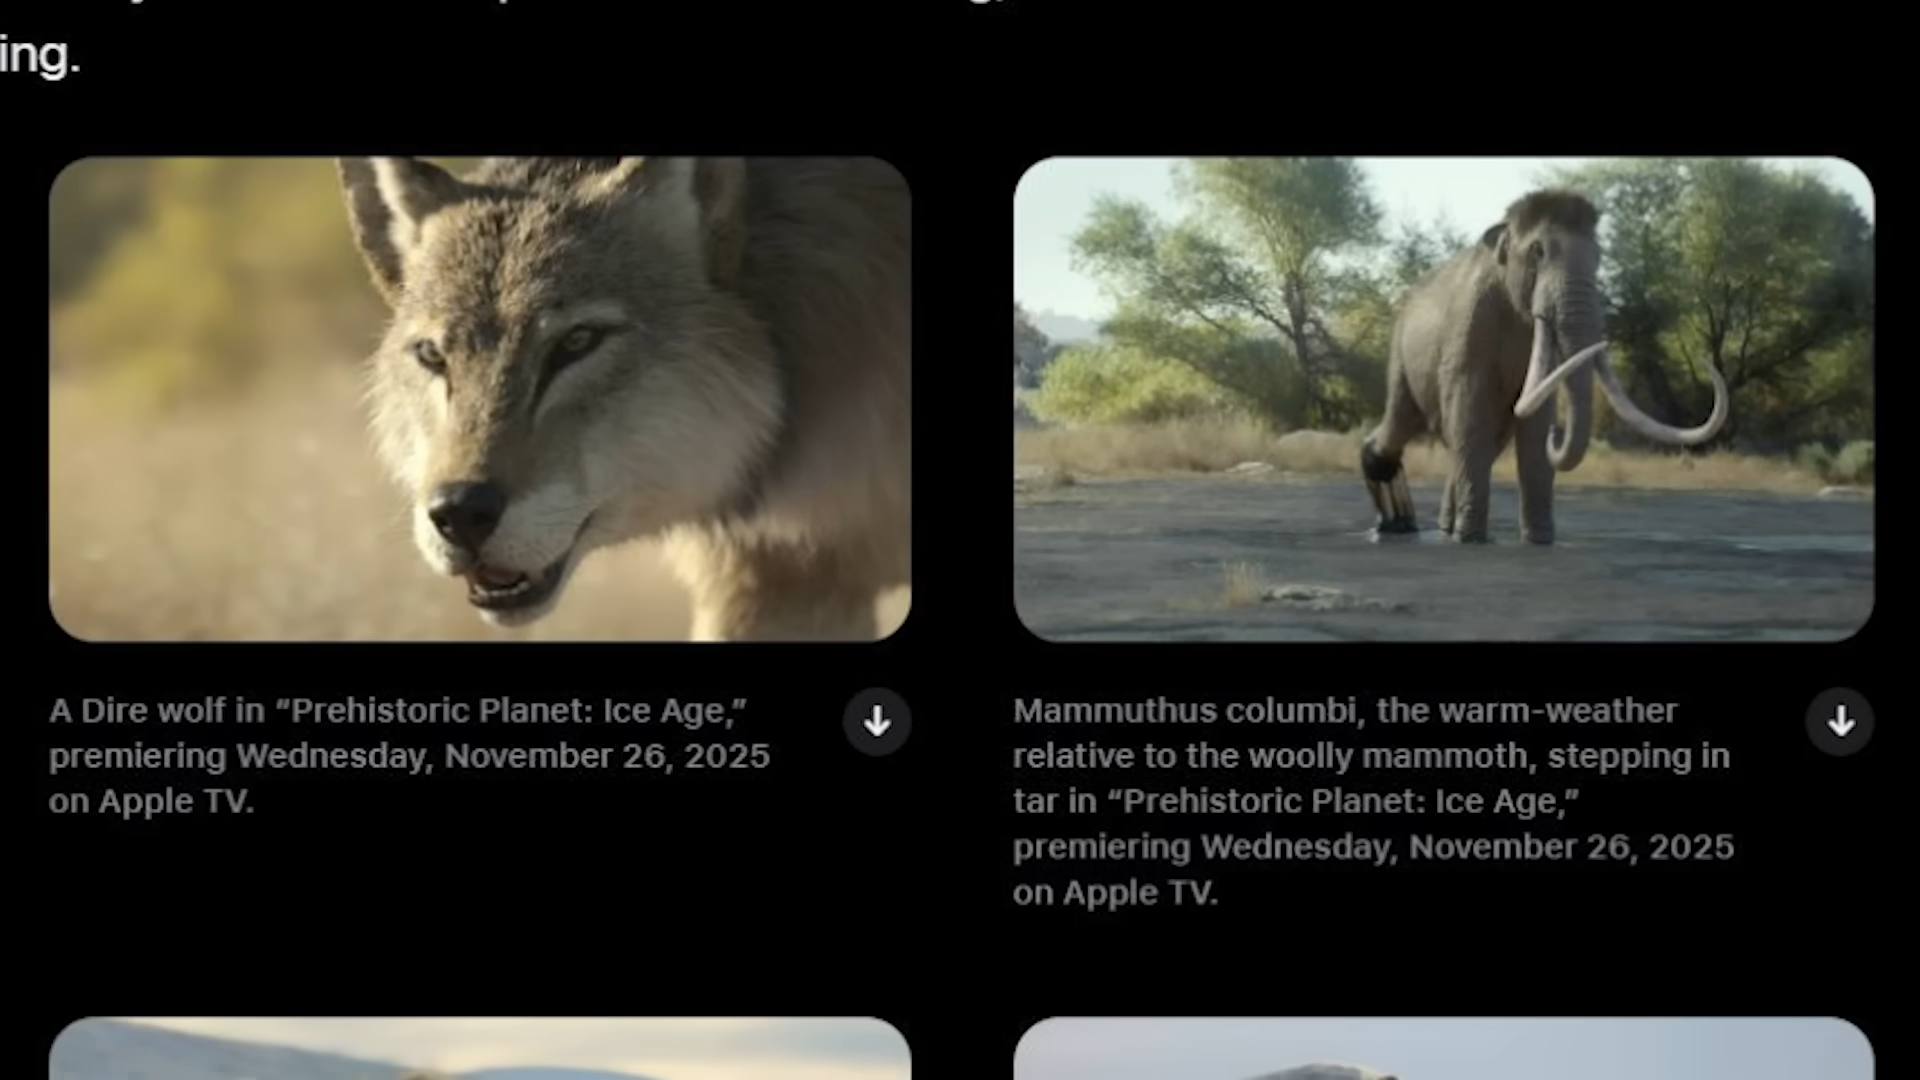 ing.
A Dire wolf in “Prehistoric Planet: Ice Age,”
premiering Wednesday, November 26, 2025
on Apple TV.
Mammuthus columbi, the warm-weather
relative to the woolly mammoth, stepping in
tar in “Prehistoric Planet: Ice Age,”
premiering Wednesday, November 26, 2025
on Apple TV.